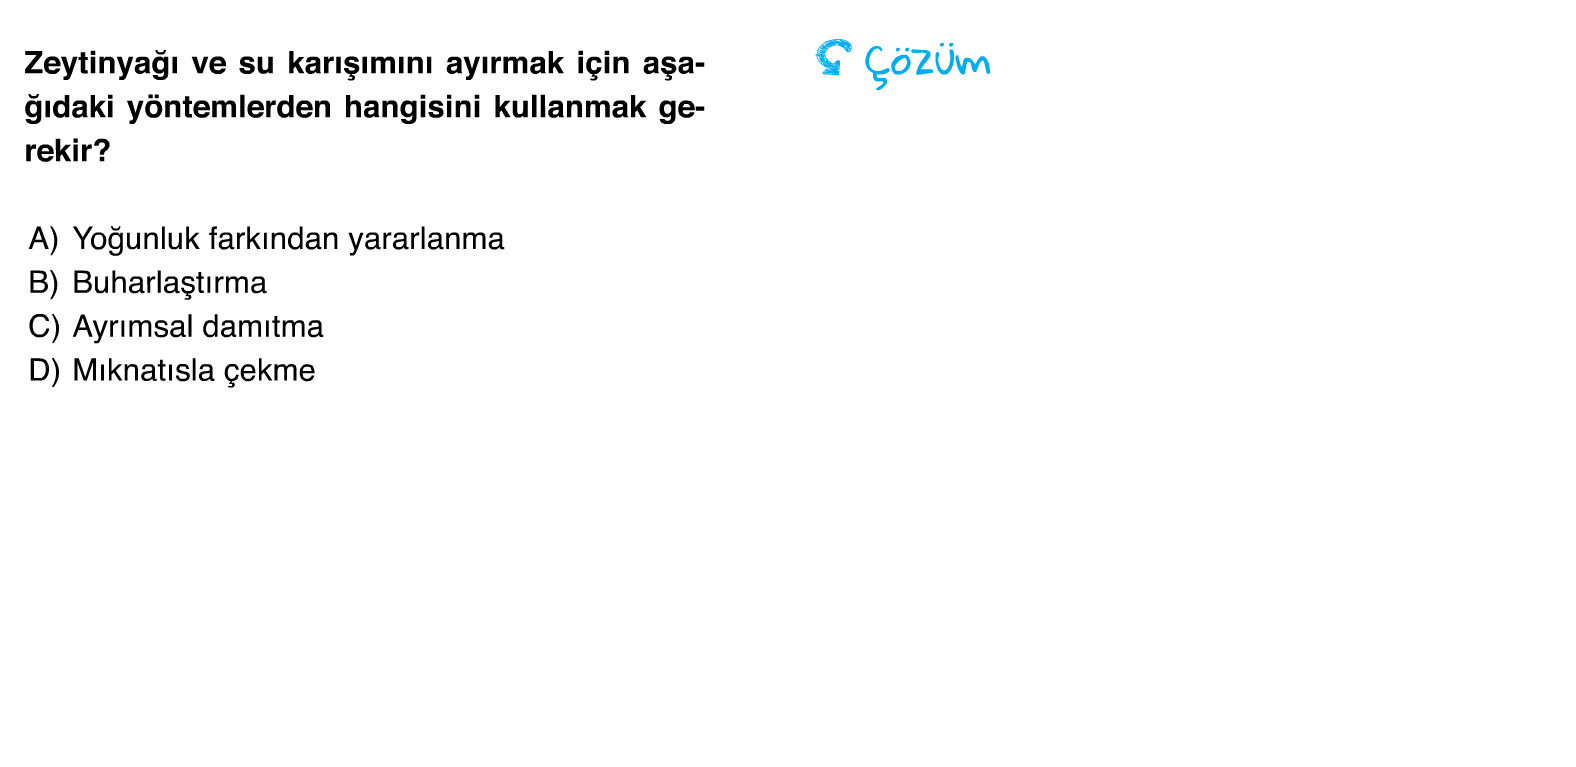 Zeytinyağı ve su karışımını ayırmak için aşa-
ğıdaki yöntemlerden hangisini kullanmak ge-
rekir?
A) Yoğunluk farkından yararlanma
B) Buharlaştırma
C) Ayrımsal damıtma
D) Mıknatısla çekme
Çözüm